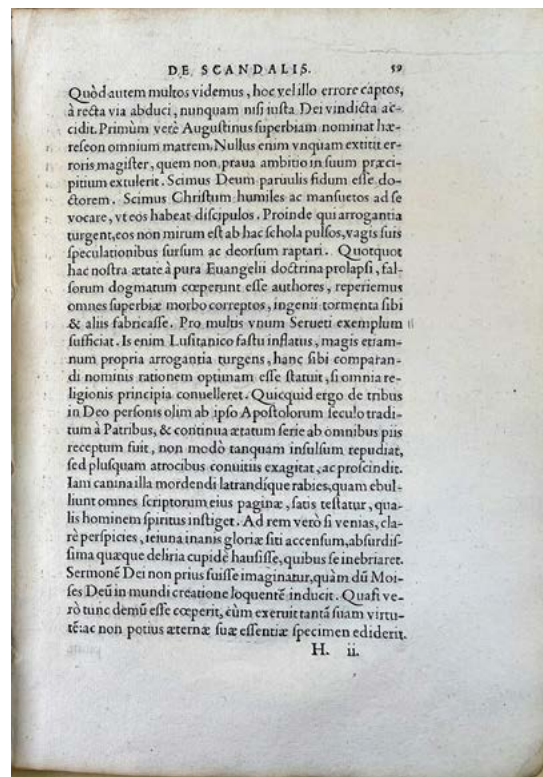 DE SCANDALIS. 59
Quòd autem multos videmus, hoc vel illo errore captos,
à recta via abduci, nunquam nisi iusta Dei vindicta ac-
cidit. Primùm verè Augustinus superbiam nominat hæ-
reseon omnium matrem. Nullus enim vnquam extitit er-
roris magister, quem non praua ambitio in suum præci-
pitium extulerit. Scimus Deum paruulis fidum esse do-
ctorem. Scimus Christum humiles ac mansuetos ad se
vocare, vt eos habeat discipulos. Proinde qui arrogantia
turgent, eos non mirum est ab hac schola pulsos, vagis suis
speculationibus sursum ac deorsum raptari. Quotquot
hac nostra ætate à pura Euangelii doctrina prolapsi, fal-
sorum dogmatum cœperunt esse authores, reperiemus
omnes superbiæ morbo correptos, ingenii tormenta sibi
& aliis fabricasse. Pro multis vnum Serueti exemplum
sufficiat. Is enim Lusitanico fastu inflatus, magis etiam-
num propria arrogantia turgens, hanc sibi comparan-
di nominis rationem optimam esse statuit, si omnia re-
ligionis principia conuelleret. Quicquid ergo de tribus
in Deo personis olim ab ipso Apostolorum seculo tradi-
tum à Patribus, & continua ætatum serie ab omnibus piis
receptum fuit, non modò tanquam insulsum repudiat,
sed plusquam atrocibus conuitiis exagitat, ac proscindit.
Iam canina illa mordendi latrandíque rabies, quam ebul-
liunt omnes scriptorum eius paginæ, satis testatur, qua-
lis hominem spiritus instiget. Ad rem verò si venias, cla-
rè perspicies, ieiuna inanis gloriæ siti accensum, absurdis-
sima quæque deliria cupidè hausisse, quibus se inebriaret.
Sermonẽ Dei non prius fuisse imaginatur, quàm dũ Moi-
ses Deũ in mundi creatione loquentẽ inducit. Quasi ve-
rò tunc demũ esse cœperit, cùm exeruit tantã suam virtu-
tẽ: ac non potius æternæ suæ essentiæ specimen ediderit.
H. ii.